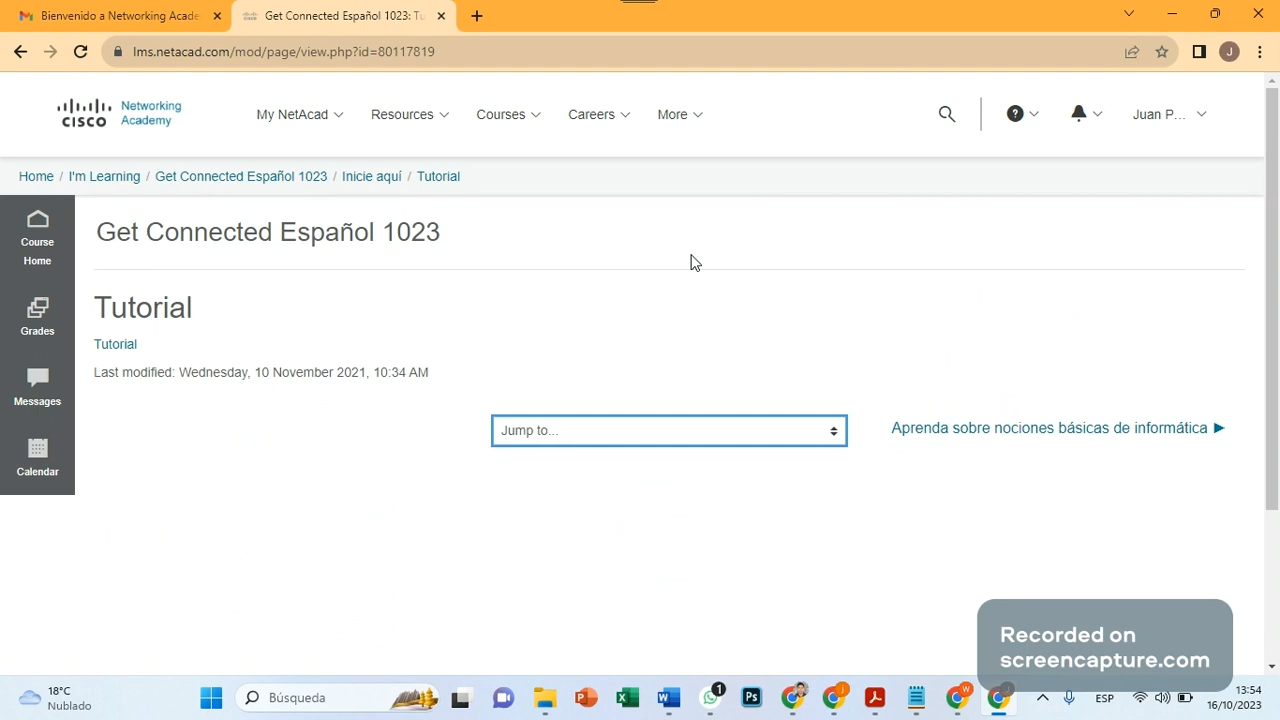 Bienvenido a Networking Acade
Get Connected Español 1023: Tu
lms.netacad.com/mod/page/view.php?id=80117819
J
CISCO
Networking
Academy
My NetAcad
Resources
Courses
Careers
More
?
Juan P...
Home / I'm Learning / Get Connected Español 1023 / Inicie aquí / Tutorial
Course
Home
Grades
Messages
Calendar
Get Connected Español 1023
Tutorial
Tutorial
Last modified: Wednesday, 10 November 2021, 10:34 AM
Jump to...
Aprenda sobre nociones básicas de informática ►
Recorded on
screencapture.com
18°C
Nublado
Búsqueda
1
Ps
J
W
ESP
13:54
16/10/2023